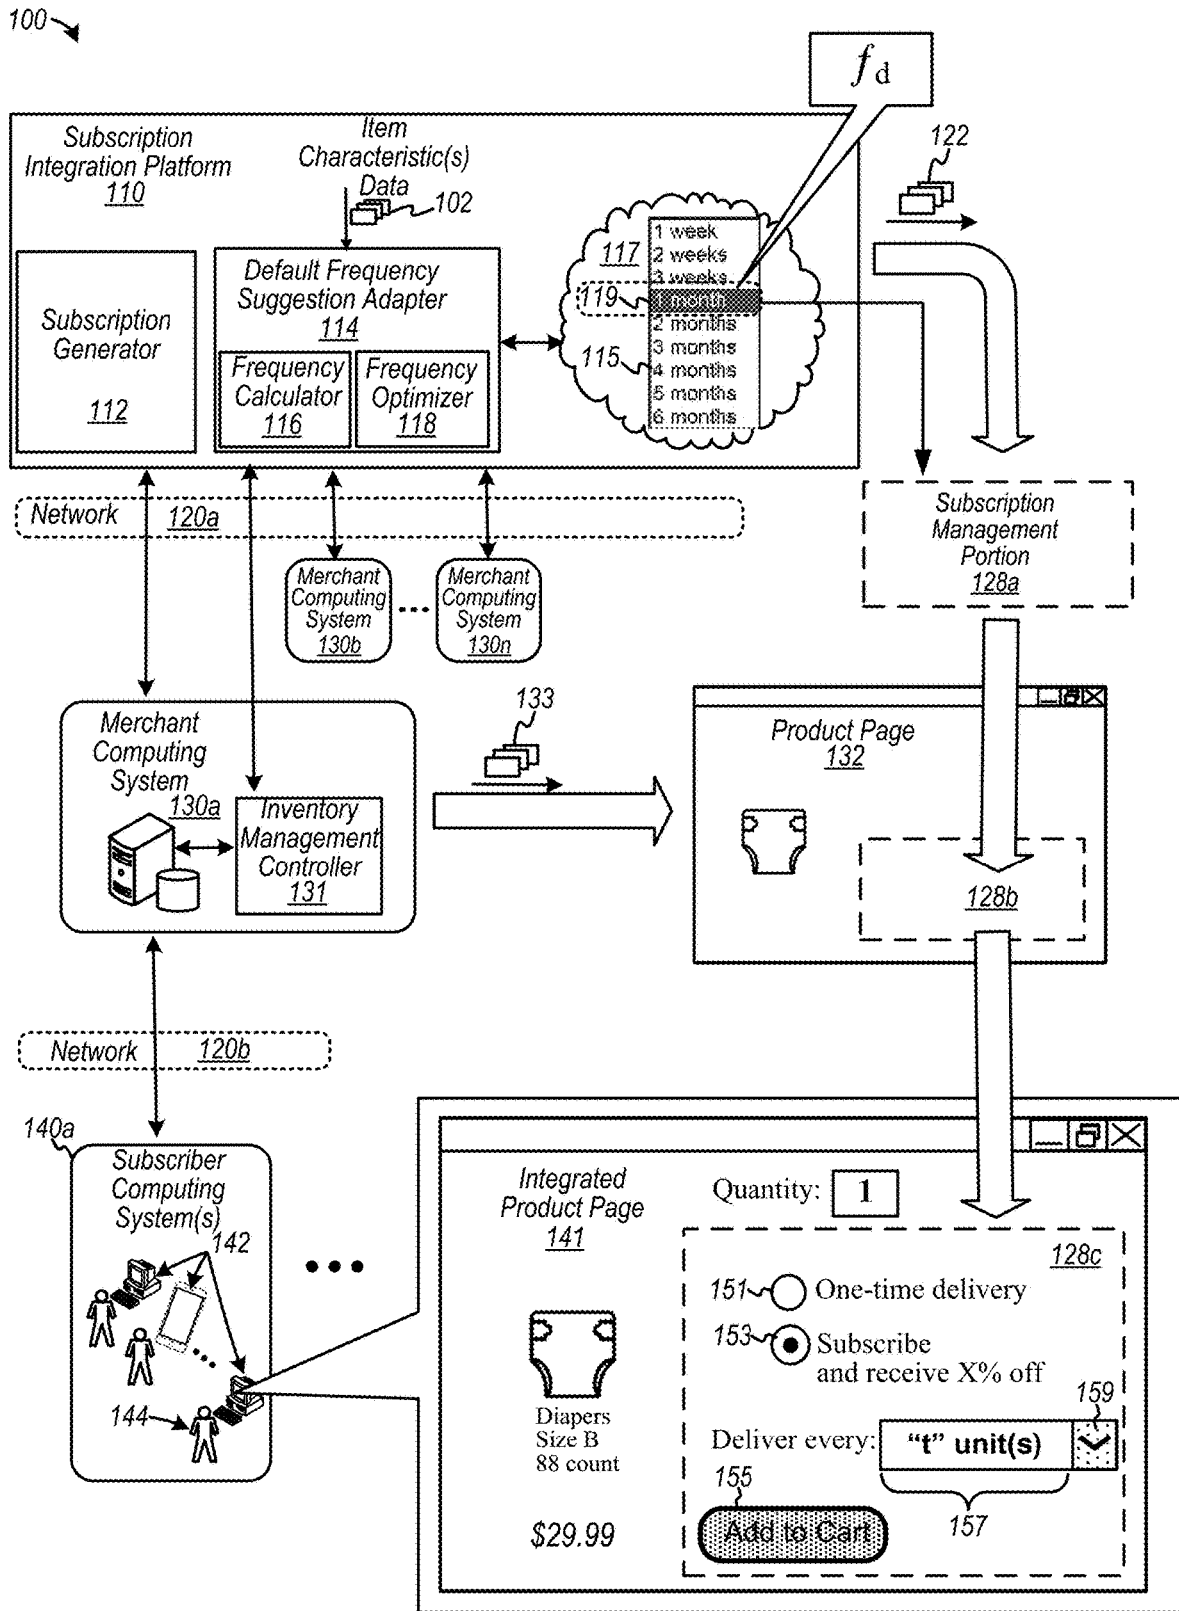 100
f d
Subscription
Integration Platform
110
Item
Characteristic(s)
Data
102
122
Subscription
Generator
112
Default Frequency
Suggestion Adapter
114
Frequency
Calculator
116
Frequency
Optimizer
118
117
119
115
1 week
2 weeks
3 weeks
1 month
2 months
3 months
4 months
5 months
6 months
Network 120a
Subscription
Management
Portion
128a
Merchant
Computing
System
130b
...
Merchant
Computing
System
130n
Merchant
Computing
System
130a
Inventory
Management
Controller
131
133
Product Page
132
128b
Network 120b
140a
Subscriber
Computing
System(s)
142
144
Integrated
Product Page
141
Quantity: 1
128c
151 One-time delivery
153 Subscribe
and receive X% off
Diapers
Size B
88 count
$29.99
159
Deliver every: “t” unit(s)
155
157
Add to Cart